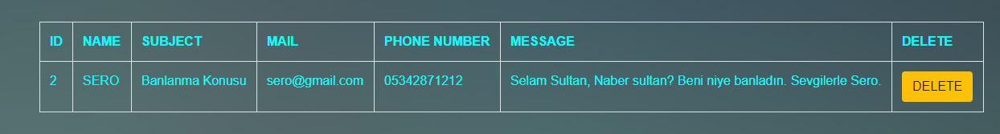 ID NAME SUBJECT MAIL PHONE NUMBER MESSAGE DELETE
2 SERO Banlanma Konusu sero@gmail.com 05342871212 Selam Sultan, Naber sultan? Beni niye banladın. Sevgilerle Sero. DELETE